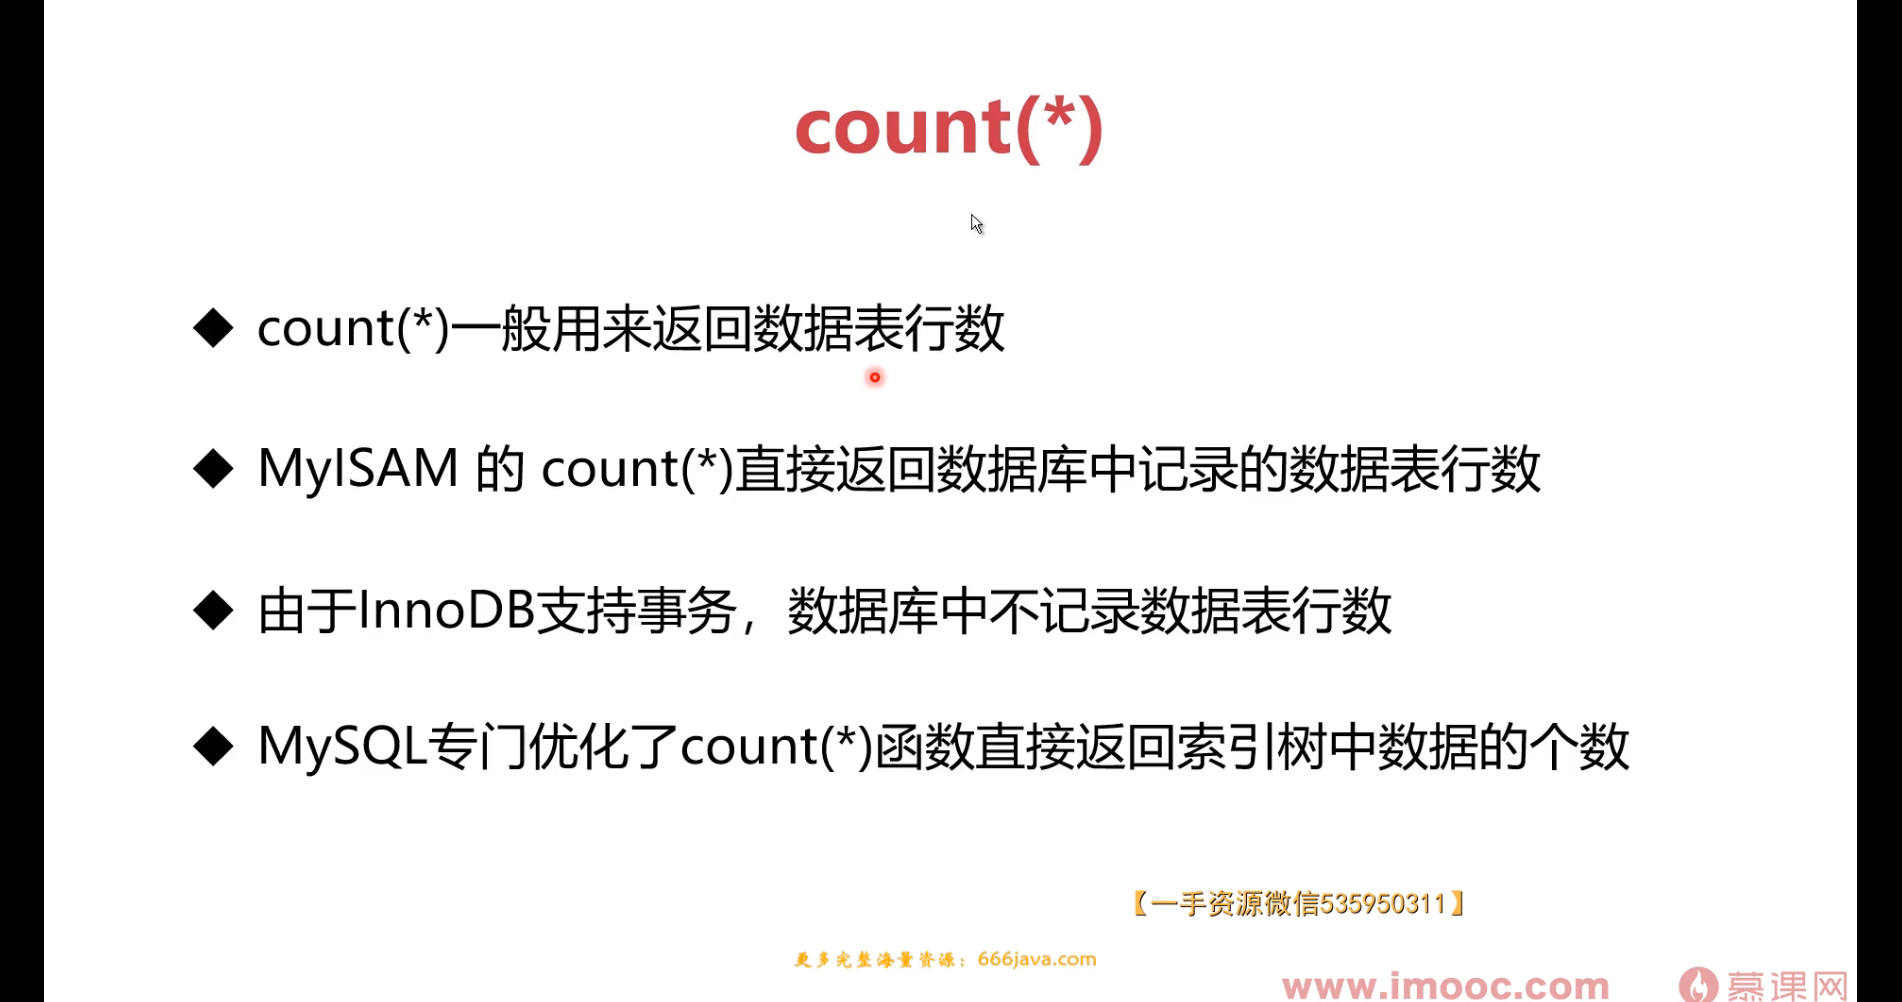 count(*)
◆ count(*)一般用来返回数据表行数
◆ MyISAM 的 count(*)直接返回数据库中记录的数据表行数
◆ 由于InnoDB支持事务，数据库中不记录数据表行数
◆ MySQL专门优化了count(*)函数直接返回索引树中数据的个数
【一手资源微信535950311】
更多完整海量资源：666java.com
www.imooc.com 慕课网